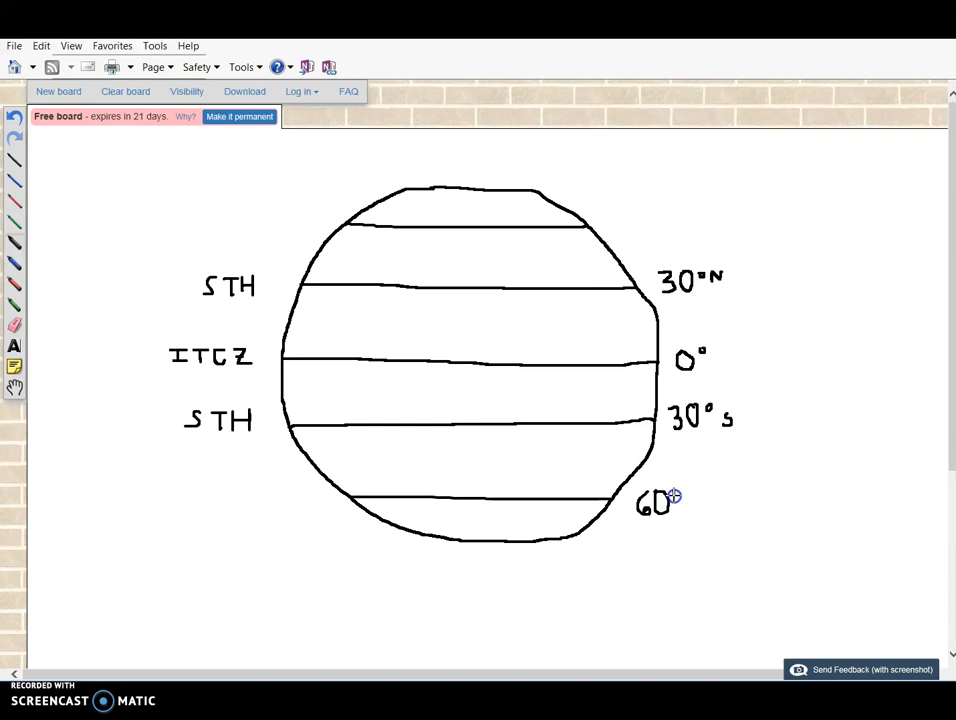 File Edit View Favorites Tools Help
Page Safety Tools
New board Clear board Visibility Download Log in FAQ
Free board - expires in 21 days. Why? Make it permanent
STH 30°N
ITCZ 0°
STH 30°S
60
Send Feedback (with screenshot)
RECORDED WITH
SCREENCAST MATIC